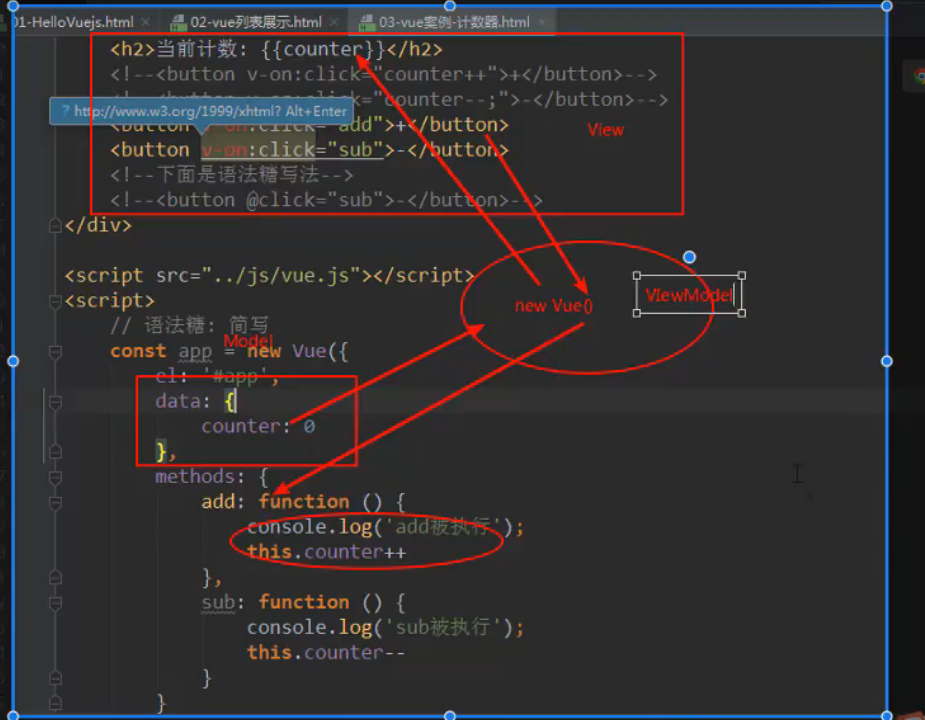 01-HelloVuejs.html 02-vue列表展示.html 03-vue案例-计数器.html
<h2>当前计数: {{counter}}</h2>
<!--<button v-on:click="counter++">+</button>-->
="counter--;">-</button>-->
? http://www.w3.org/1999/xhtml? Alt+Enter
<button v-on:click="add">+</button>
View
<button v-on:click="sub">-</button>
<!--下面是语法糖写法-->
<!--<button @click="sub">-</button>-->
</div>
<script src="../js/vue.js"></script>
<script>
new Vue()
VIewModel
// 语法糖: 简写
Model
const app = new Vue({
el: '#app',
data: {
counter: 0
},
methods: {
add: function () {
console.log('add被执行');
this.counter++
},
sub: function () {
console.log('sub被执行');
this.counter--
}
}